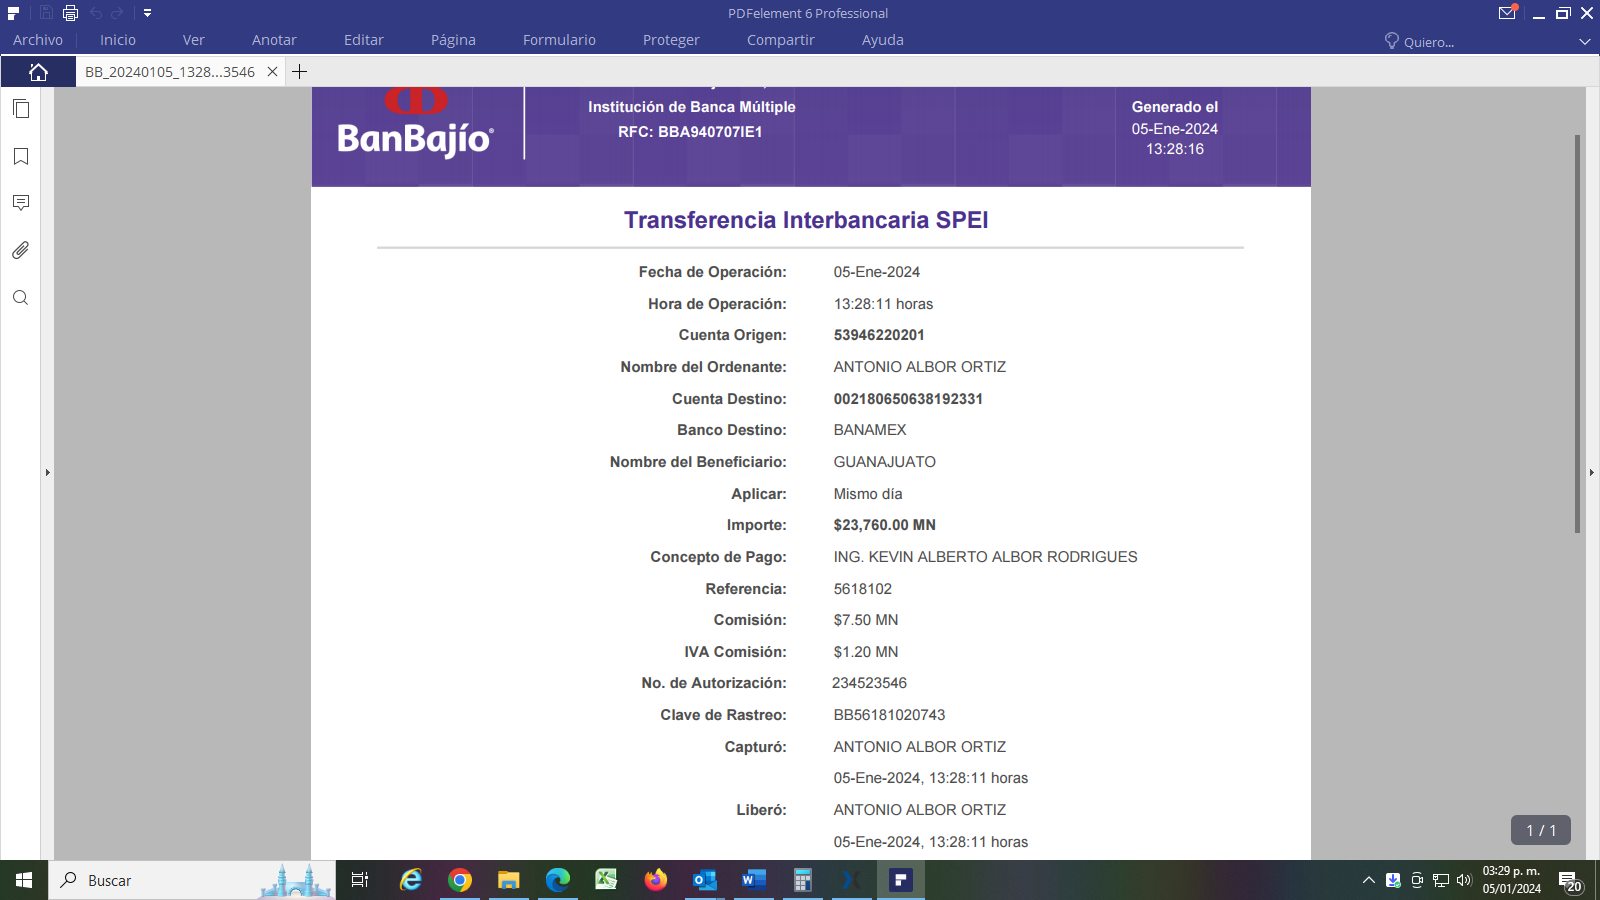 PDFelement 6 Professional
Archivo Inicio Ver Anotar Editar Página Formulario Proteger Compartir Ayuda Quiero...
BB_20240105_1328...3546
BanBajío®
Institución de Banca Múltiple
RFC: BBA940707IE1
Generado el
05-Ene-2024
13:28:16
Transferencia Interbancaria SPEI
Fecha de Operación: 05-Ene-2024
Hora de Operación: 13:28:11 horas
Cuenta Origen: 53946220201
Nombre del Ordenante: ANTONIO ALBOR ORTIZ
Cuenta Destino: 002180650638192331
Banco Destino: BANAMEX
Nombre del Beneficiario: GUANAJUATO
Aplicar: Mismo día
Importe: $23,760.00 MN
Concepto de Pago: ING. KEVIN ALBERTO ALBOR RODRIGUES
Referencia: 5618102
Comisión: $7.50 MN
IVA Comisión: $1.20 MN
No. de Autorización: 234523546
Clave de Rastreo: BB56181020743
Capturó: ANTONIO ALBOR ORTIZ
05-Ene-2024, 13:28:11 horas
Liberó: ANTONIO ALBOR ORTIZ
05-Ene-2024, 13:28:11 horas
1 / 1
Buscar
03:29 p. m.
05/01/2024
20